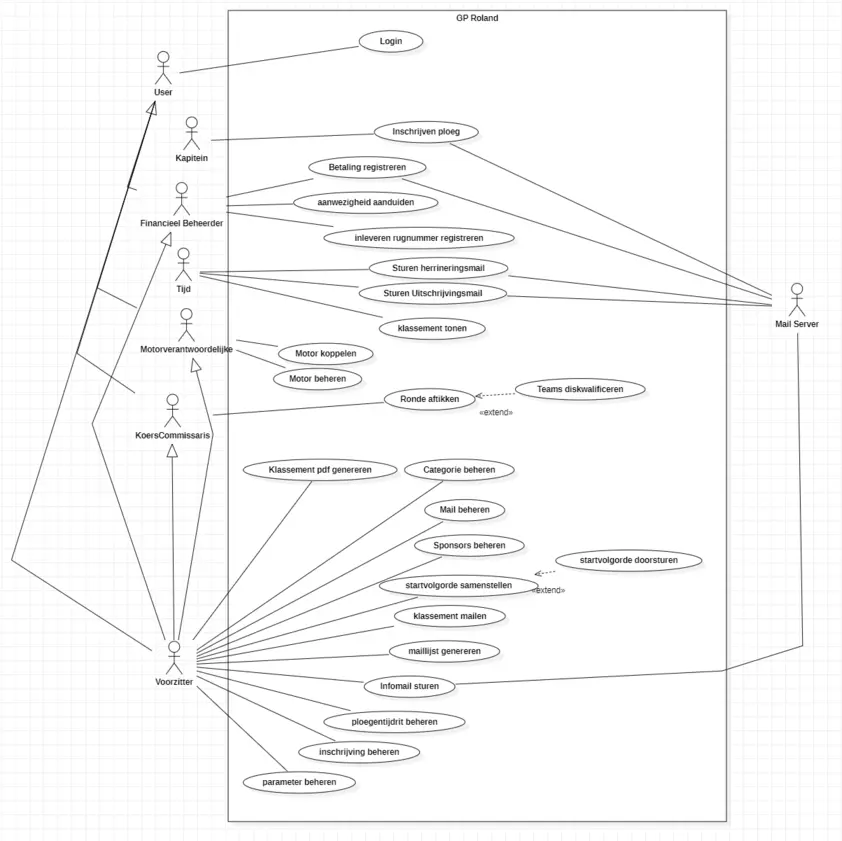 GP Roland
Login
User
Inschrijven ploeg
Kapitein
Betaling registreren
aanwezigheid aanduiden
Financieel Beheerder
inleveren rugnummer registreren
Sturen herrineringsmail
Tijd
Sturen Uitschrijvingsmail
Mail Server
klassement tonen
Motorverantwoordelijke
Motor koppelen
Motor beheren
Teams diskwalificeren
Ronde aftikken
«extend»
KoersCommissaris
Klassement pdf genereren
Categorie beheren
Mail beheren
Sponsors beheren
startvolgorde doorsturen
startvolgorde samenstellen
«extend»
klassement mailen
maillijst genereren
Voorzitter
Infomail sturen
ploegentijdrit beheren
inschrijving beheren
parameter beheren